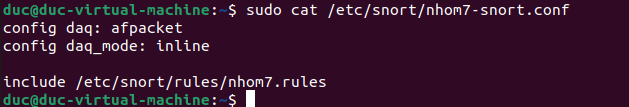 duc@duc-virtual-machine:~$ sudo cat /etc/snort/nhom7-snort.conf
config daq: afpacket
config daq_mode: inline
include /etc/snort/rules/nhom7.rules
duc@duc-virtual-machine:~$